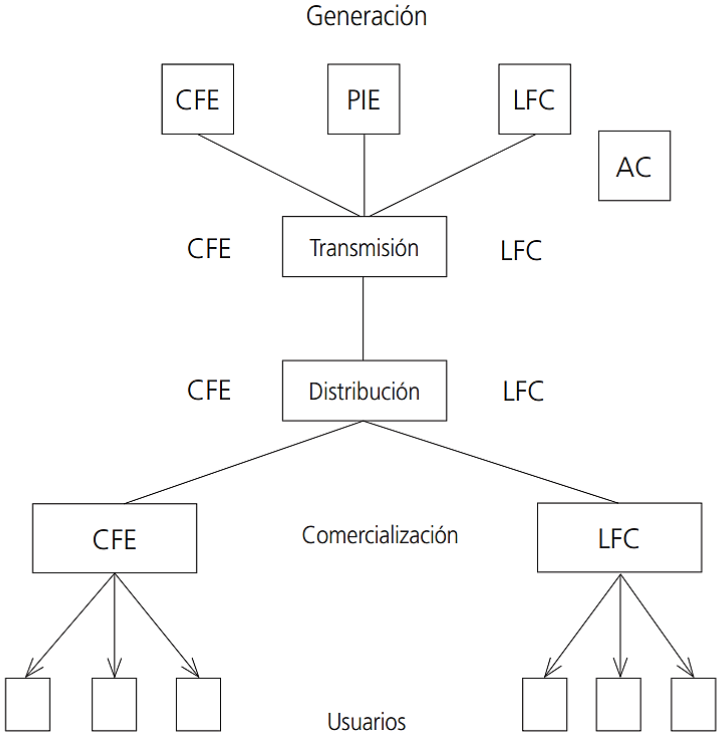 Generación
CFE
PIE
LFC
AC
CFE
Transmisión
LFC
CFE
Distribución
LFC
CFE
Comercialización
LFC
Usuarios